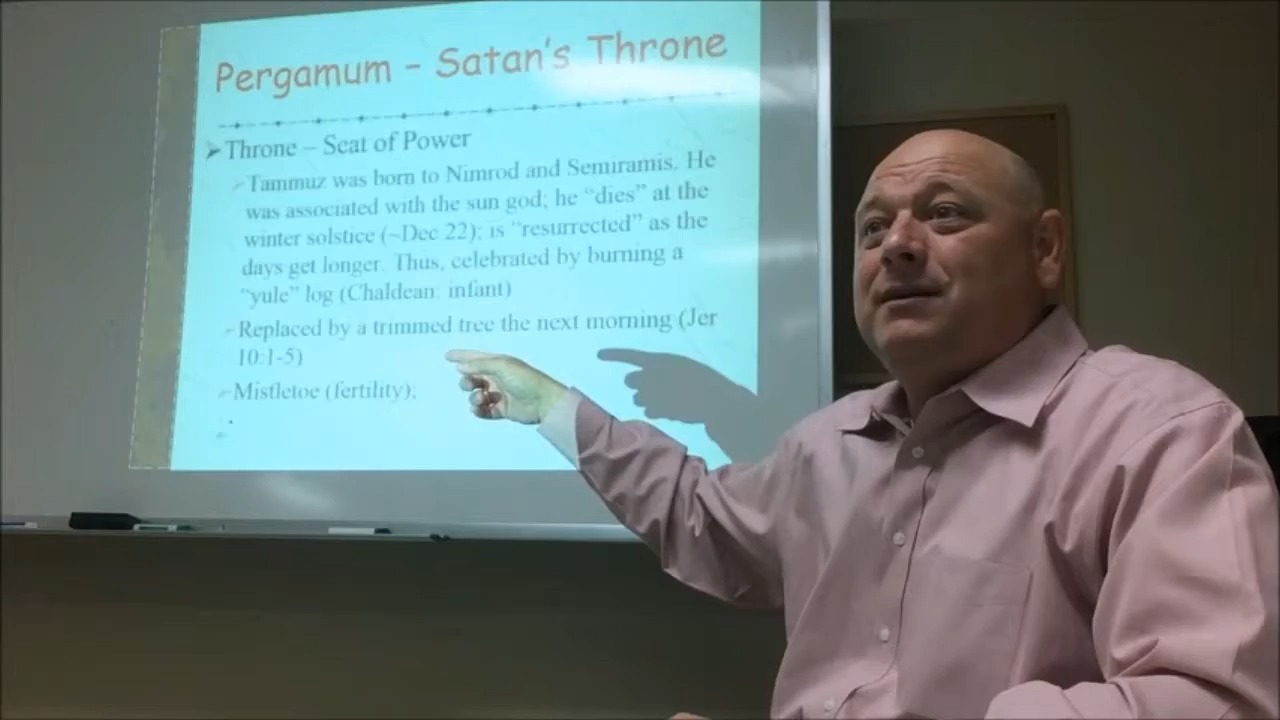 Pergamum – Satan's Throne
Throne – Seat of Power
Tammuz was born to Nimrod and Semiramis. He
was associated with the sun god; he “dies” at the
winter solstice (~Dec 22); is “resurrected” as the
days get longer. Thus, celebrated by burning a
“yule” log (Chaldean: infant)
Replaced by a trimmed tree the next morning (Jer
10:1-5)
Mistletoe (fertility);